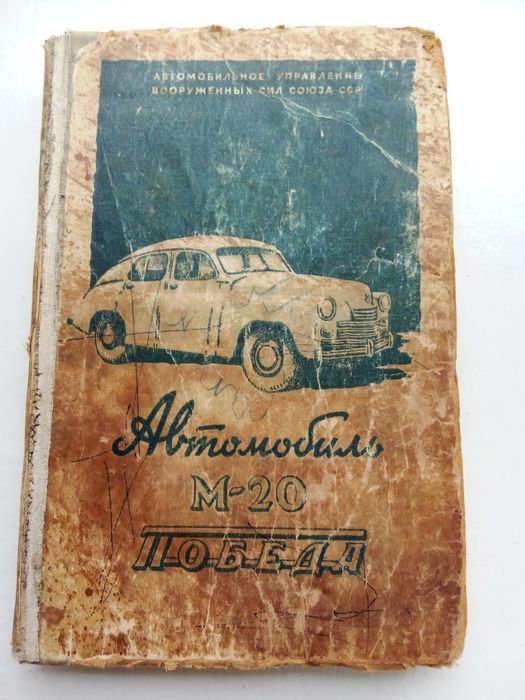 АВТОМОБИЛЬНОЕ УПРАВЛЕНИЕ
ВООРУЖЕННЫХ СИЛ СОЮЗА ССР
Автомобиль
М-20
ПОБЕДА